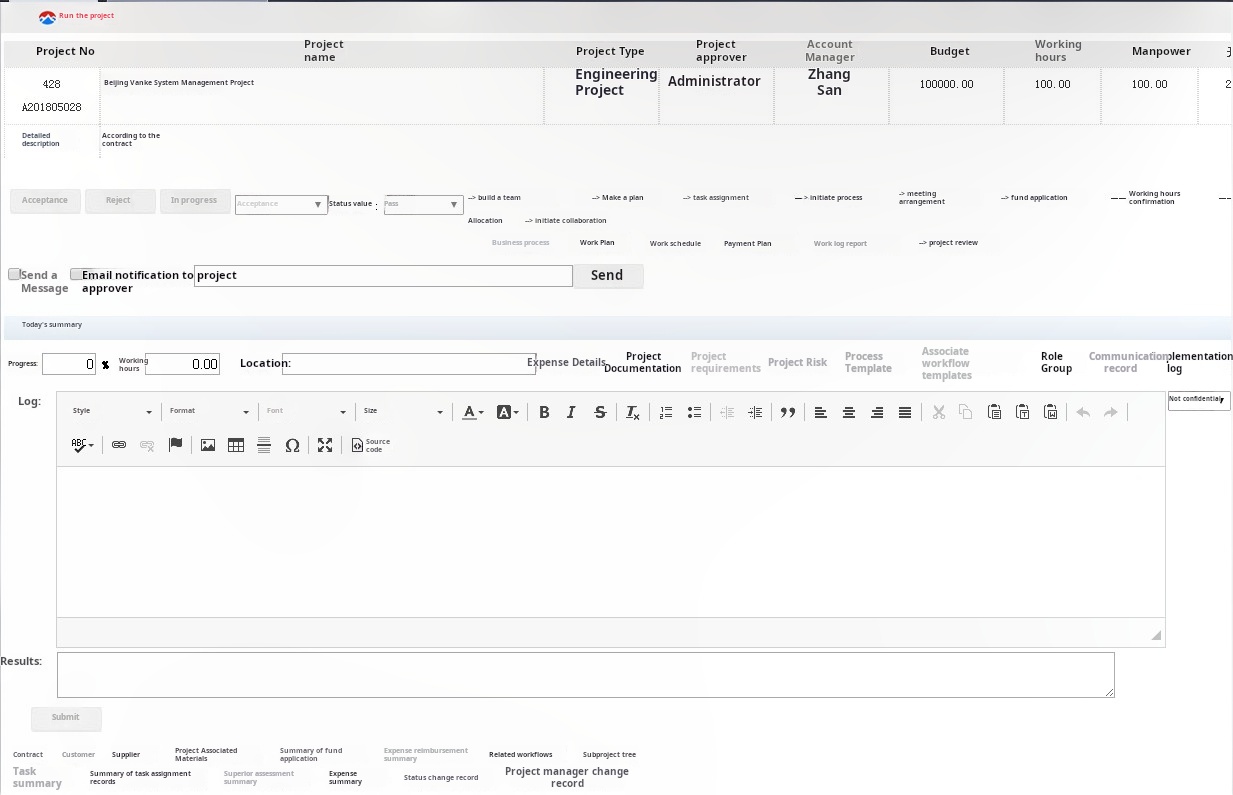 Run the project
Project No Project name Project Type Project approver Account Manager Budget Working hours Manpower
428 Beijing Vanke System Management Project Engineering Project Administrator Zhang San 100000.00 100.00 100.00 2
A201805028
Detailed description According to the contract
Acceptance Reject In progress Acceptance Status value : Pass --> build a team --> Make a plan --> task assignment — > initiate process -> meeting arrangement --> fund application —— Working hours confirmation —-
Allocation --> initiate collaboration
Business process Work Plan Work schedule Payment Plan Work log report --> project review
Send a Message Email notification to project approver Send
Today's summary
Progress: 0 % Working hours 0.00 Location: Expense Details Project Documentation Project requirements Project Risk Process Template Associate workflow templates Role Group Communication record plementation log
Log: Style Format Font Size Not confidential
ABC Source code
Results:
Submit
Contract Customer Supplier Project Associated Materials Summary of fund application Expense reimbursement summary Related workflows Subproject tree
Task summary Summary of task assignment records Superior assessment summary Expense summary Status change record Project manager change record